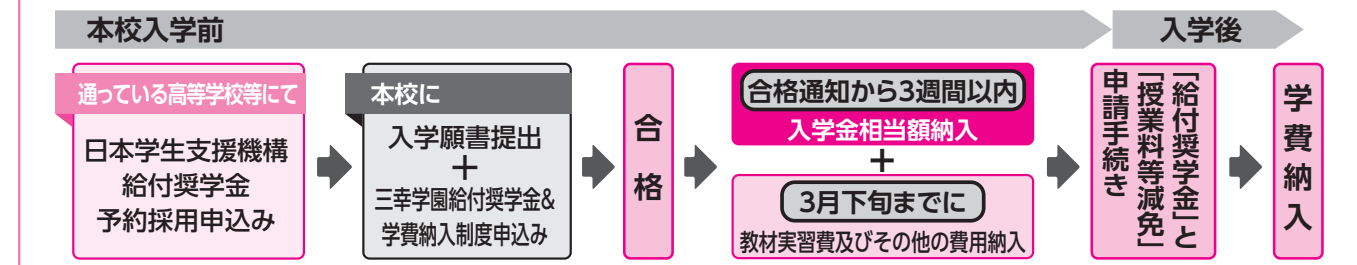 本校入学前
入学後
通っている高等学校等にて
日本学生支援機構
給付奨学金
予約採用申込み
本校に
入学願書提出
＋
三幸学園給付奨学金&
学費納入制度申込み
合格
合格通知から3週間以内
入学金相当額納入
＋
3月下旬までに
教材実習費及びその他の費用納入
「給付奨学金」と
「授業料等減免」
申請手続き
学費納入